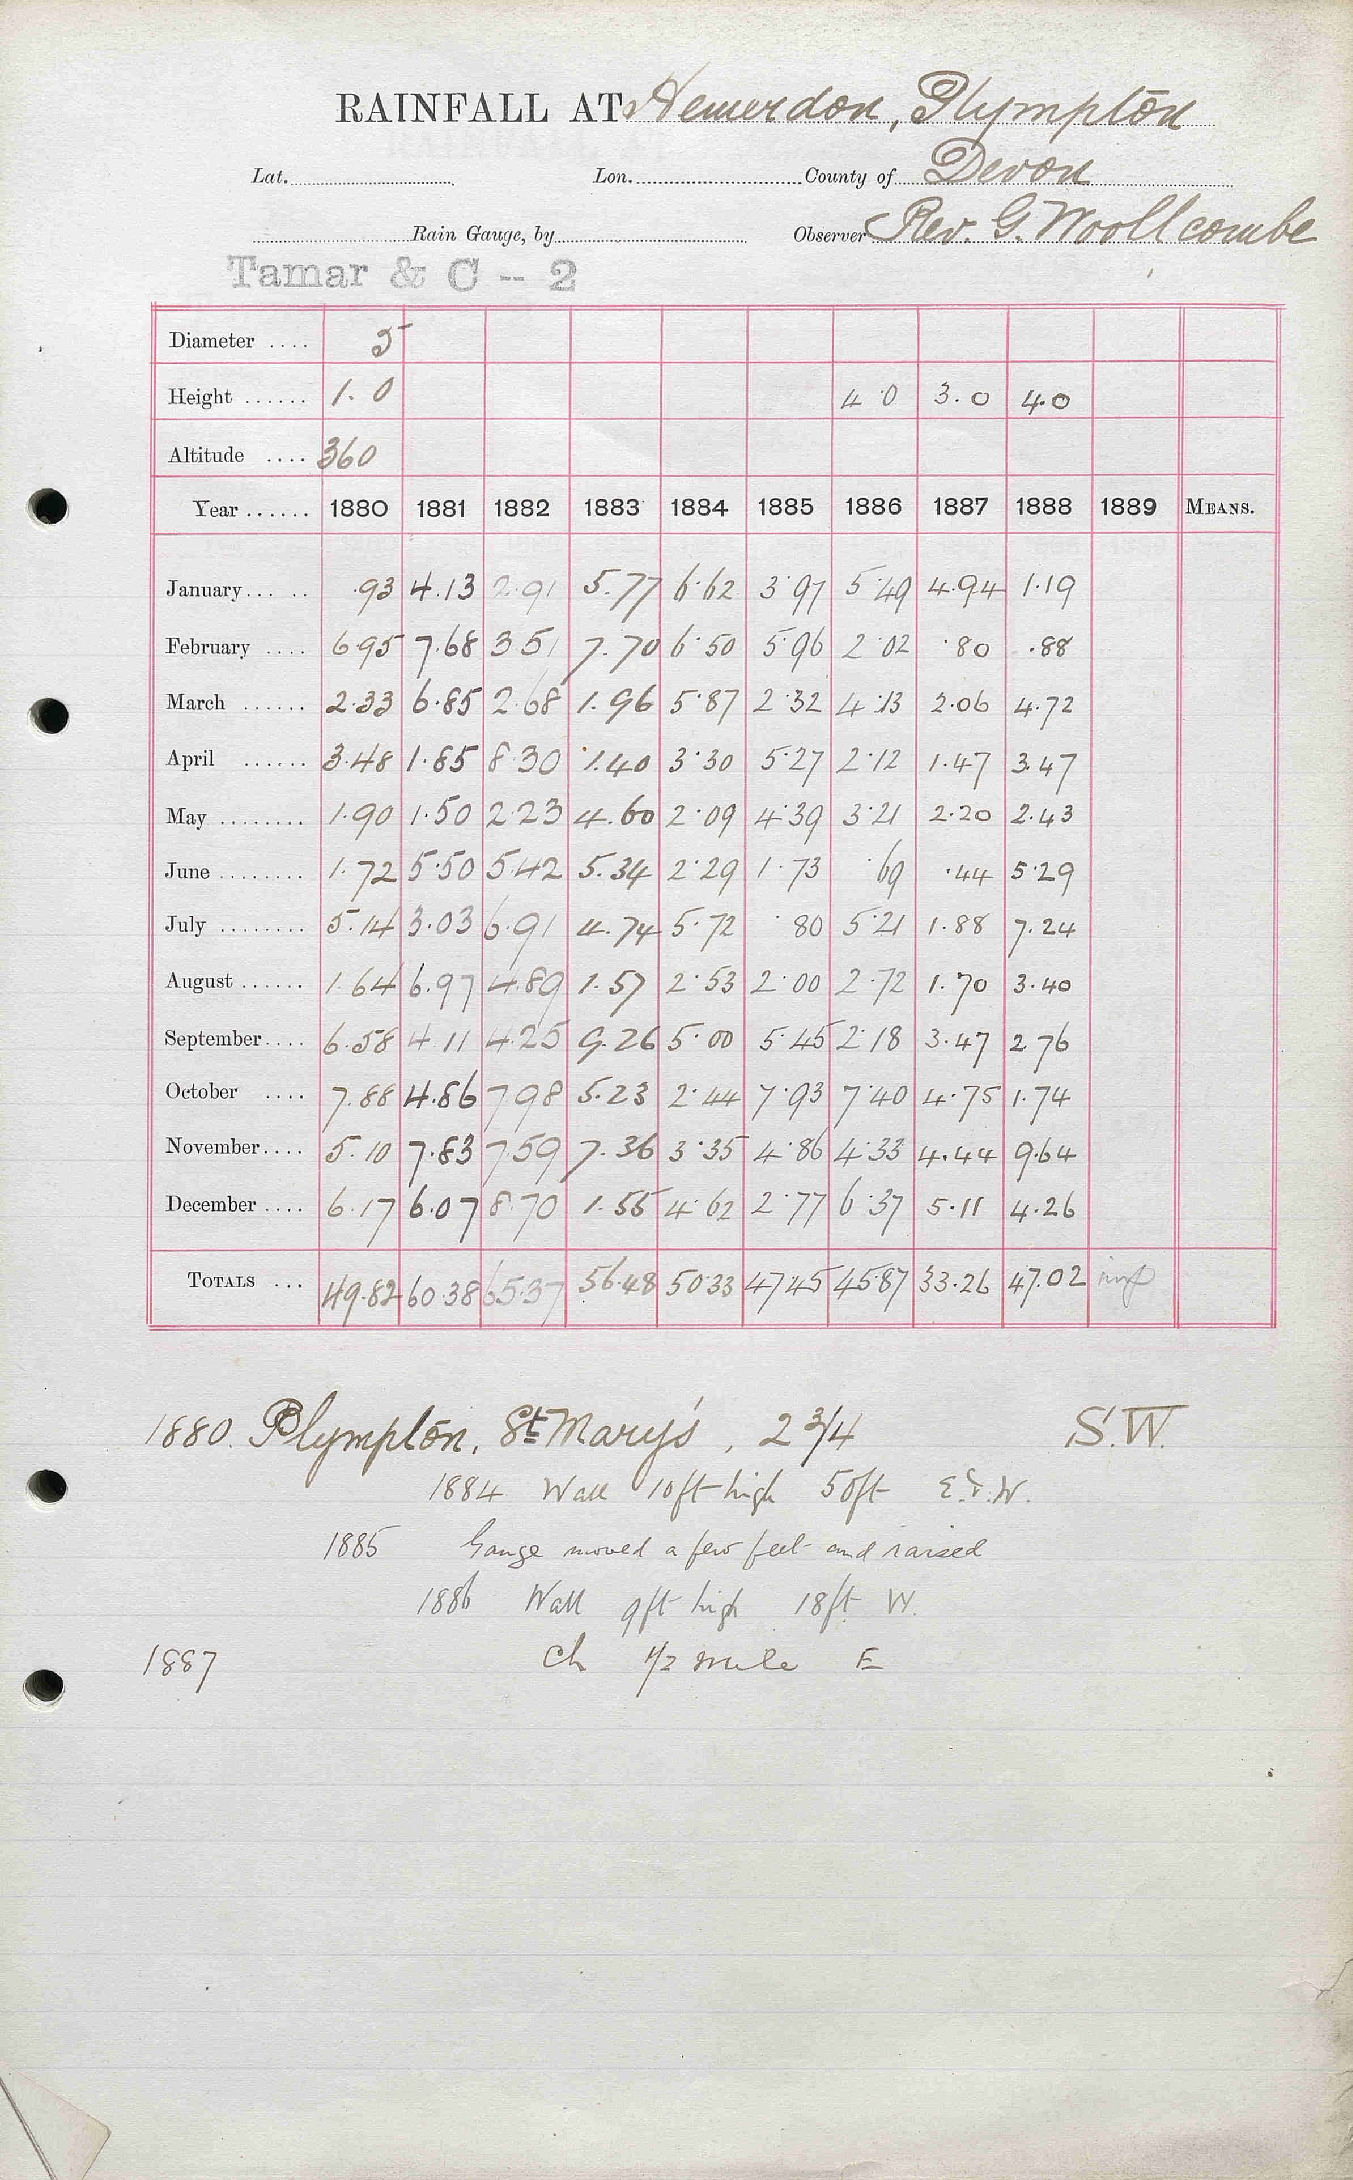 RAINFALL AT Hemerdon, Plympton
Lat. Lon. County of Devon
Rain Gauge, by Observer Rev. G. Woollcombe
Tamar & C -- 2
Diameter .... 5
Height ...... 1.0 4.0 3.0 4.0
Altitude .... 360
Year ...... 1880 1881 1882 1883 1884 1885 1886 1887 1888 1889 MEANS.
January... .. .93 4.13 2.91 5.77 6.62 3.97 5.49 4.94 1.19
February .... 6.95 7.68 3.51 7.70 6.50 5.96 2.02 .80 .88
March ...... 2.33 6.85 2.68 1.96 5.87 2.32 4.13 2.06 4.72
April ...... 3.48 1.85 8.30 1.40 3.30 5.27 2.12 1.47 3.47
May ........ 1.90 1.50 2.23 4.60 2.09 4.39 3.21 2.20 2.43
June ........ 1.72 5.50 5.42 5.34 2.29 1.73 .69 .44 5.29
July ........ 5.14 3.03 6.91 4.74 5.72 .80 5.21 1.88 7.24
August ...... 1.64 6.97 4.89 1.57 2.53 2.00 2.72 1.70 3.40
September.... 6.58 4.11 4.25 9.26 5.00 5.45 2.18 3.47 2.76
October .... 7.88 4.86 7.98 5.23 2.44 7.93 7.40 4.75 1.74
November.... 5.10 7.83 7.59 7.36 3.35 4.86 4.33 4.44 9.64
December .... 6.17 6.07 8.70 1.55 4.62 2.77 6.37 5.11 4.26
TOTALS ... 49.82 60.38 65.37 56.48 50.33 47.45 45.87 33.26 47.02
1880. Plympton, St Mary's, 2 3/4 S.W.
1884 Wall 10ft high 50ft E.&.W.
1885 Gauge moved a few feet and raised
1886 Wall 9ft high 18ft W.
1887 Ch 1/2 mile E